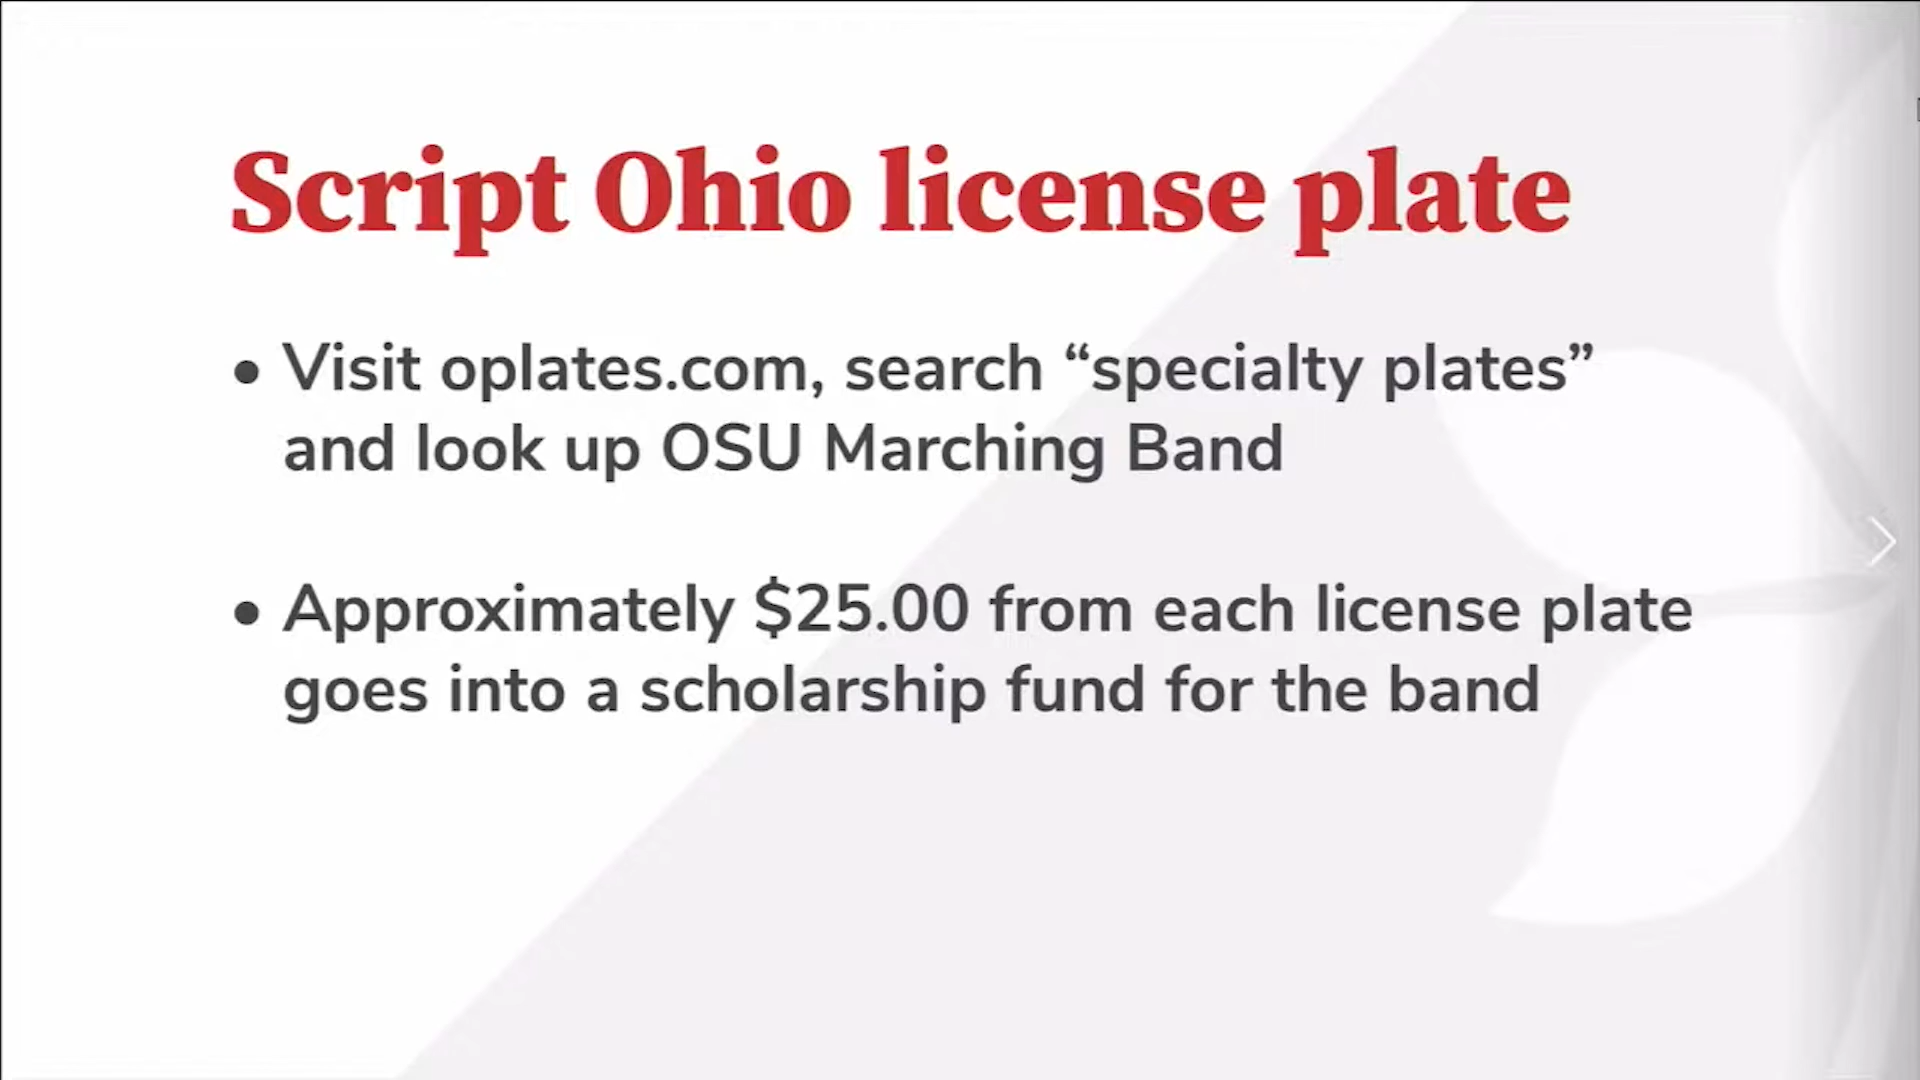 Script Ohio license plate
• Visit oplates.com, search “specialty plates”
and look up OSU Marching Band
• Approximately $25.00 from each license plate
goes into a scholarship fund for the band